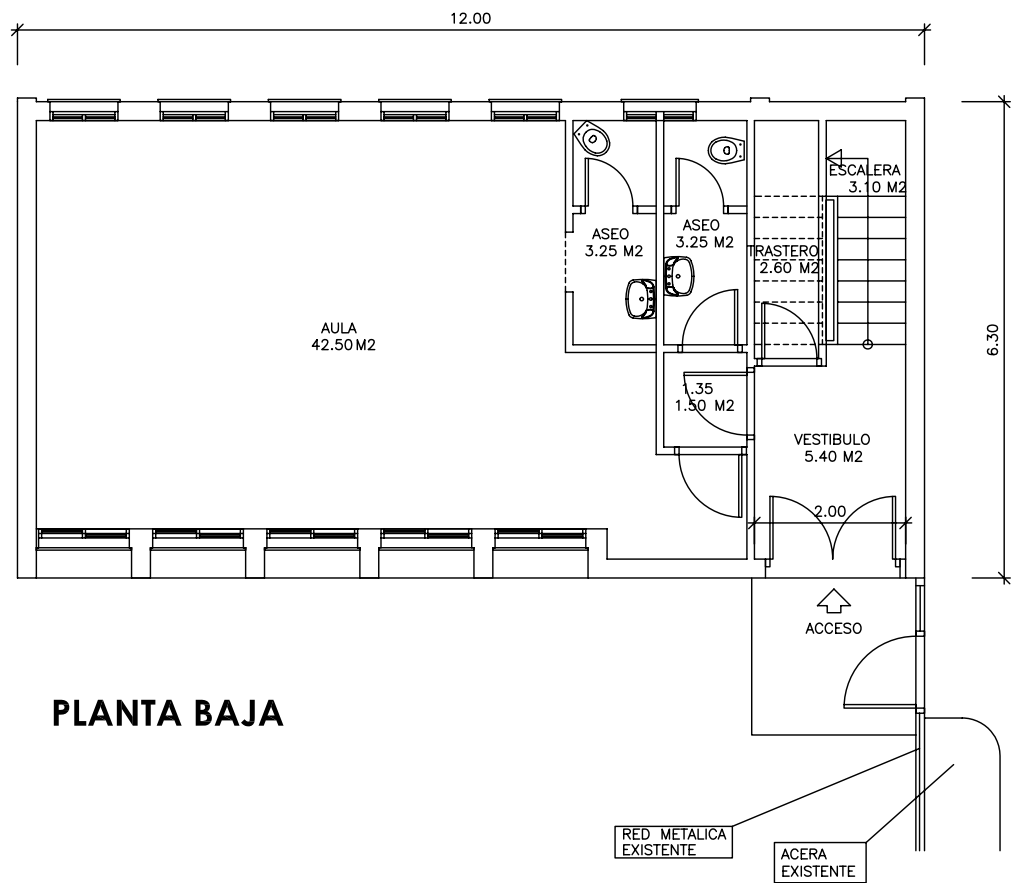 12.00
ESCALERA
3.10 M2
ASEO
3.25 M2
ASEO
3.25 M2
TRASTERO
2.60 M2
AULA
42.50 M2
6.30
1.35
1.50 M2
VESTIBULO
5.40 M2
2.00
ACCESO
PLANTA BAJA
RED METALICA
EXISTENTE
ACERA
EXISTENTE